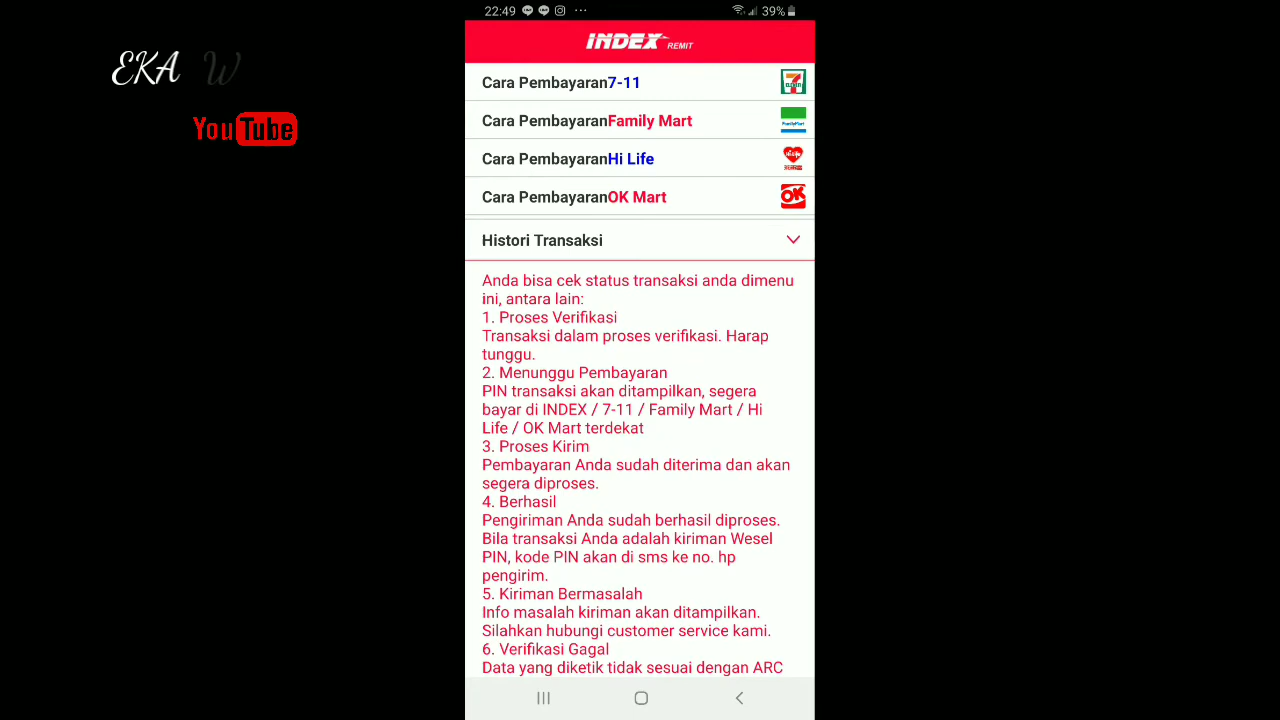 EKA W
YouTube
22:49 39%
INDEX REMIT
Cara Pembayaran7-11
Cara PembayaranFamily Mart
FamilyMart
Cara PembayaranHi Life
Hi-Life
Cara PembayaranOK Mart
OK
Histori Transaksi
Anda bisa cek status transaksi anda dimenu
ini, antara lain:
1. Proses Verifikasi
Transaksi dalam proses verifikasi. Harap
tunggu.
2. Menunggu Pembayaran
PIN transaksi akan ditampilkan, segera
bayar di INDEX / 7-11 / Family Mart / Hi
Life / OK Mart terdekat
3. Proses Kirim
Pembayaran Anda sudah diterima dan akan
segera diproses.
4. Berhasil
Pengiriman Anda sudah berhasil diproses.
Bila transaksi Anda adalah kiriman Wesel
PIN, kode PIN akan di sms ke no. hp
pengirim.
5. Kiriman Bermasalah
Info masalah kiriman akan ditampilkan.
Silahkan hubungi customer service kami.
6. Verifikasi Gagal
Data yang diketik tidak sesuai dengan ARC